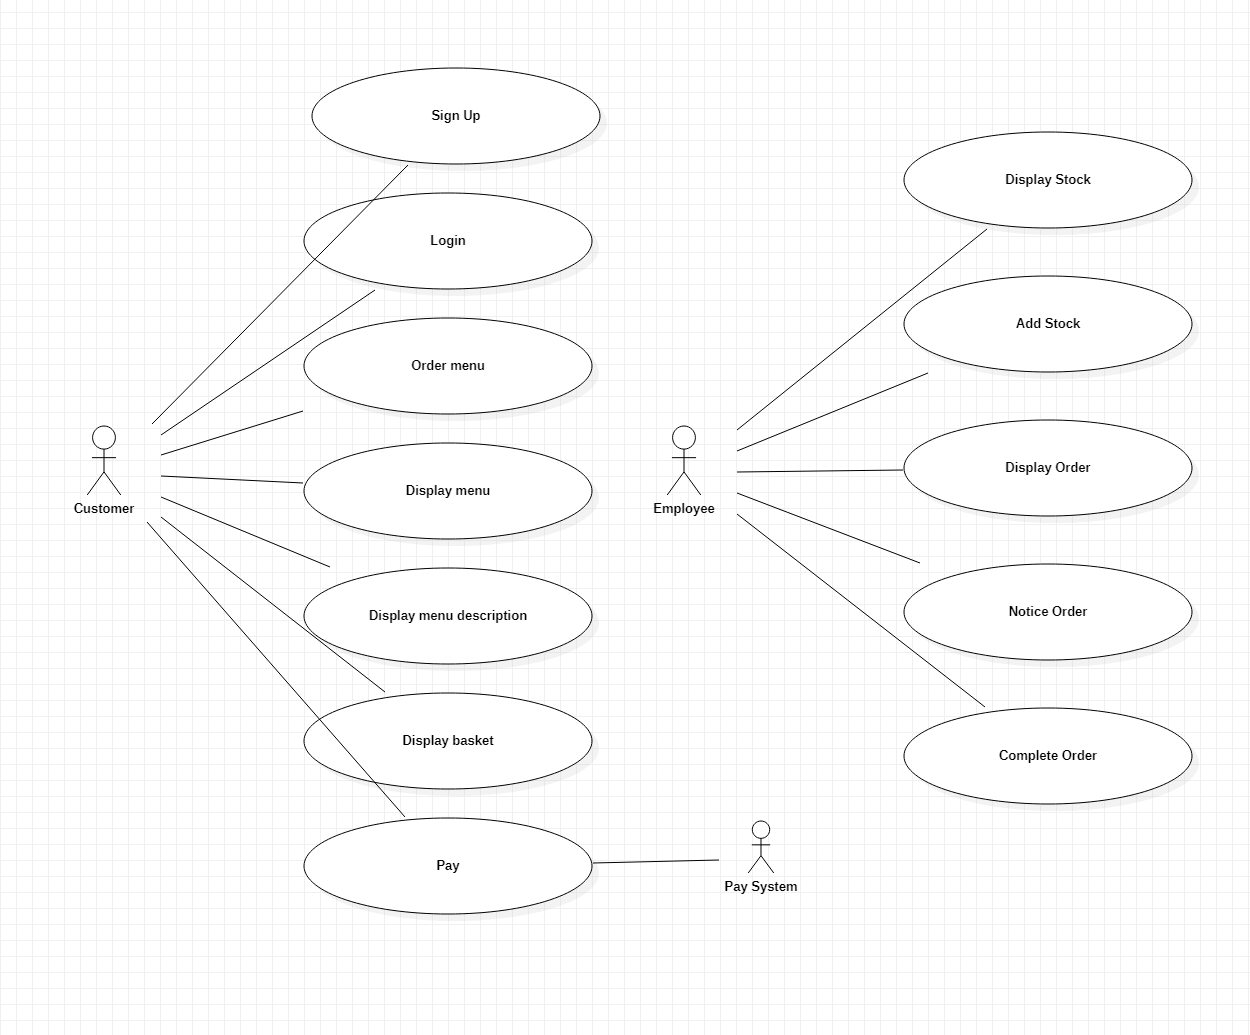 Sign Up
Login
Order menu
Display menu
Display menu description
Display basket
Pay
Customer
Display Stock
Add Stock
Display Order
Notice Order
Complete Order
Employee
Pay System